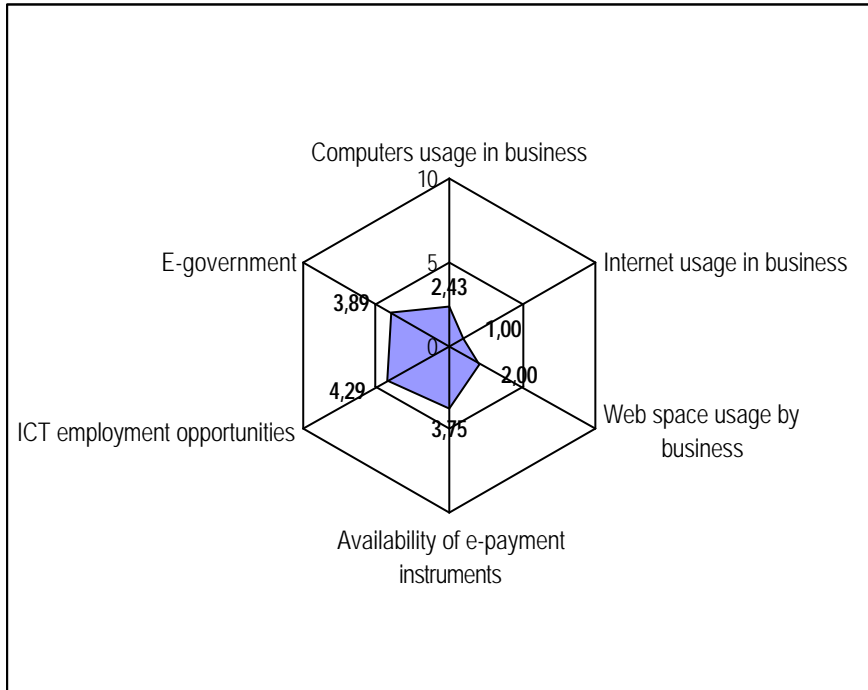 Computers usage in business
10
E-government
5
Internet usage in business
3,89
2,43
1,00
0
4,29
2,00
ICT employment opportunities
3,75
Web space usage by
business
Availability of e-payment
instruments